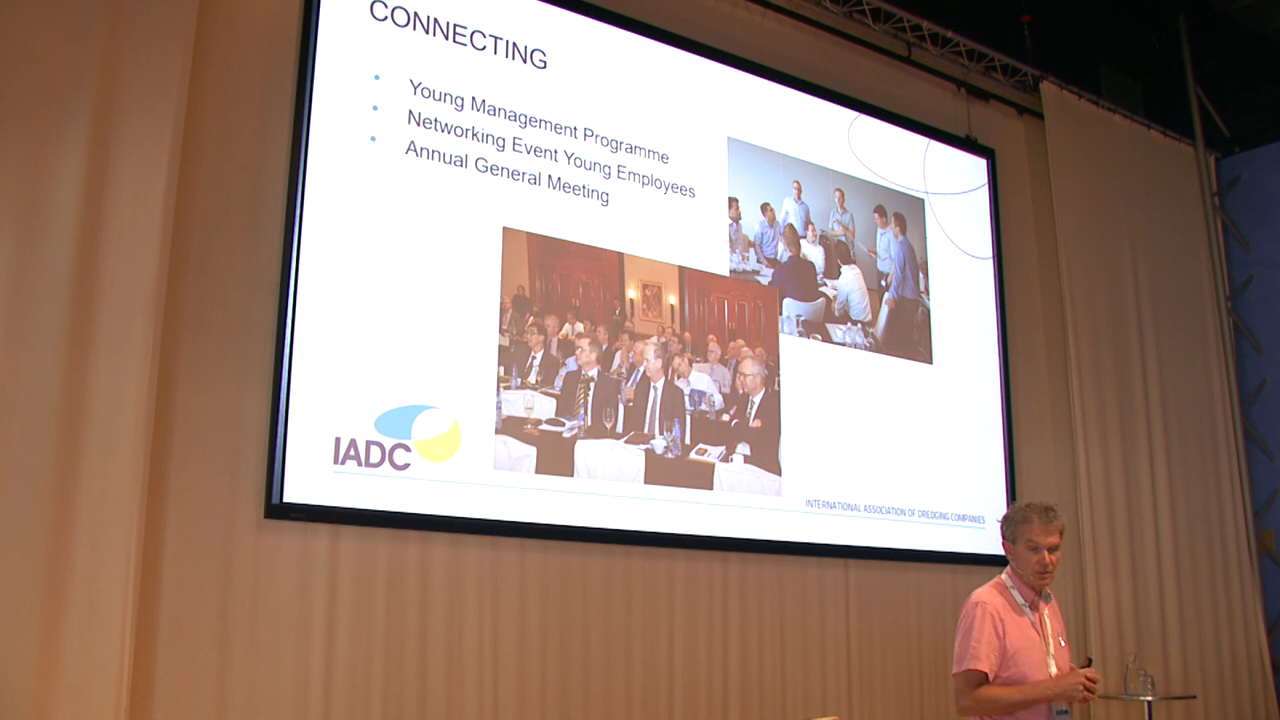 CONNECTING
Young Management Programme
Networking Event Young Employees
Annual General Meeting
IADC
INTERNATIONAL ASSOCIATION OF DREDGING COMPANIES